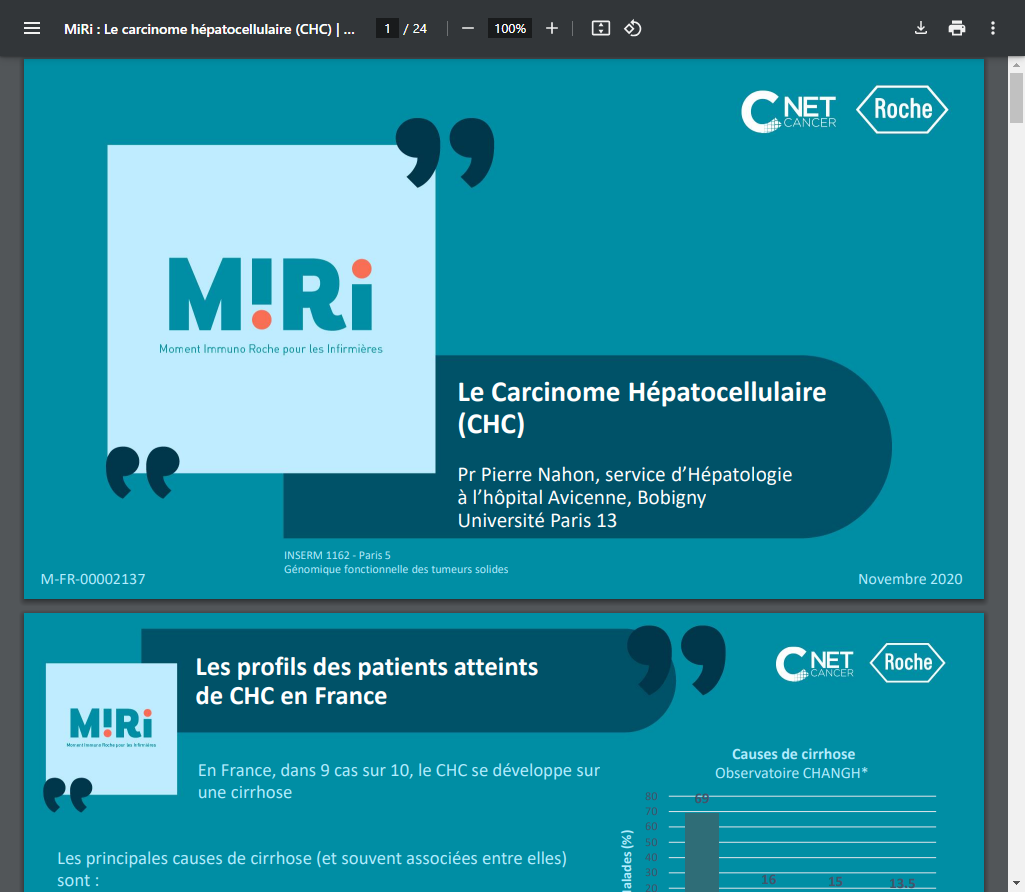 MiRi : Le carcinome hépatocellulaire (CHC) | ...
1 / 24
100%
C NET
CANCER
Roche
MiRi
Moment Immuno Roche pour les Infirmières
Le Carcinome Hépatocellulaire
(CHC)
Pr Pierre Nahon, service d’Hépatologie
à l’hôpital Avicenne, Bobigny
Université Paris 13
INSERM 1162 - Paris 5
Génomique fonctionnelle des tumeurs solides
M-FR-00002137
Novembre 2020
Les profils des patients atteints
de CHC en France
C NET
CANCER
Roche
MiRi
Moment Immuno Roche pour les Infirmières
En France, dans 9 cas sur 10, le CHC se développe sur
une cirrhose
Les principales causes de cirrhose (et souvent associées entre elles)
sont :
Causes de cirrhose
Observatoire CHANGH*
Malades (%)
80
70
60
50
40
30
20
69
16
15
13.5